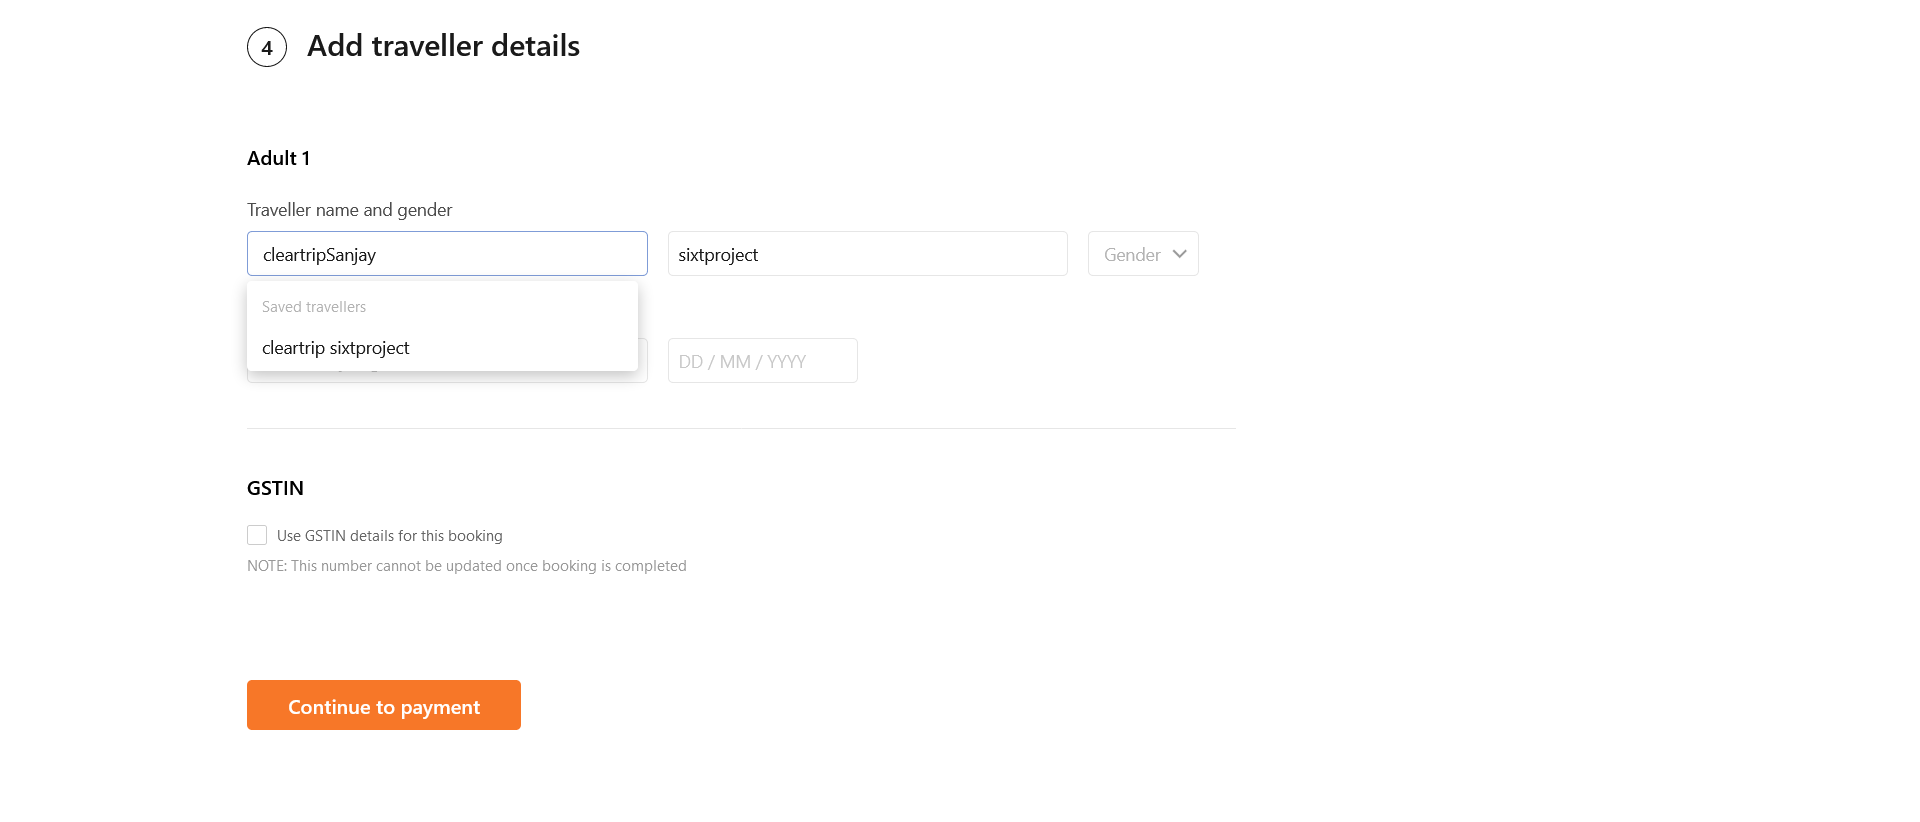 4 Add traveller details
Adult 1
Traveller name and gender
cleartripSanjay sixtproject Gender
Saved travellers
cleartrip sixtproject
DD / MM / YYYY
GSTIN
Use GSTIN details for this booking
NOTE: This number cannot be updated once booking is completed
Continue to payment